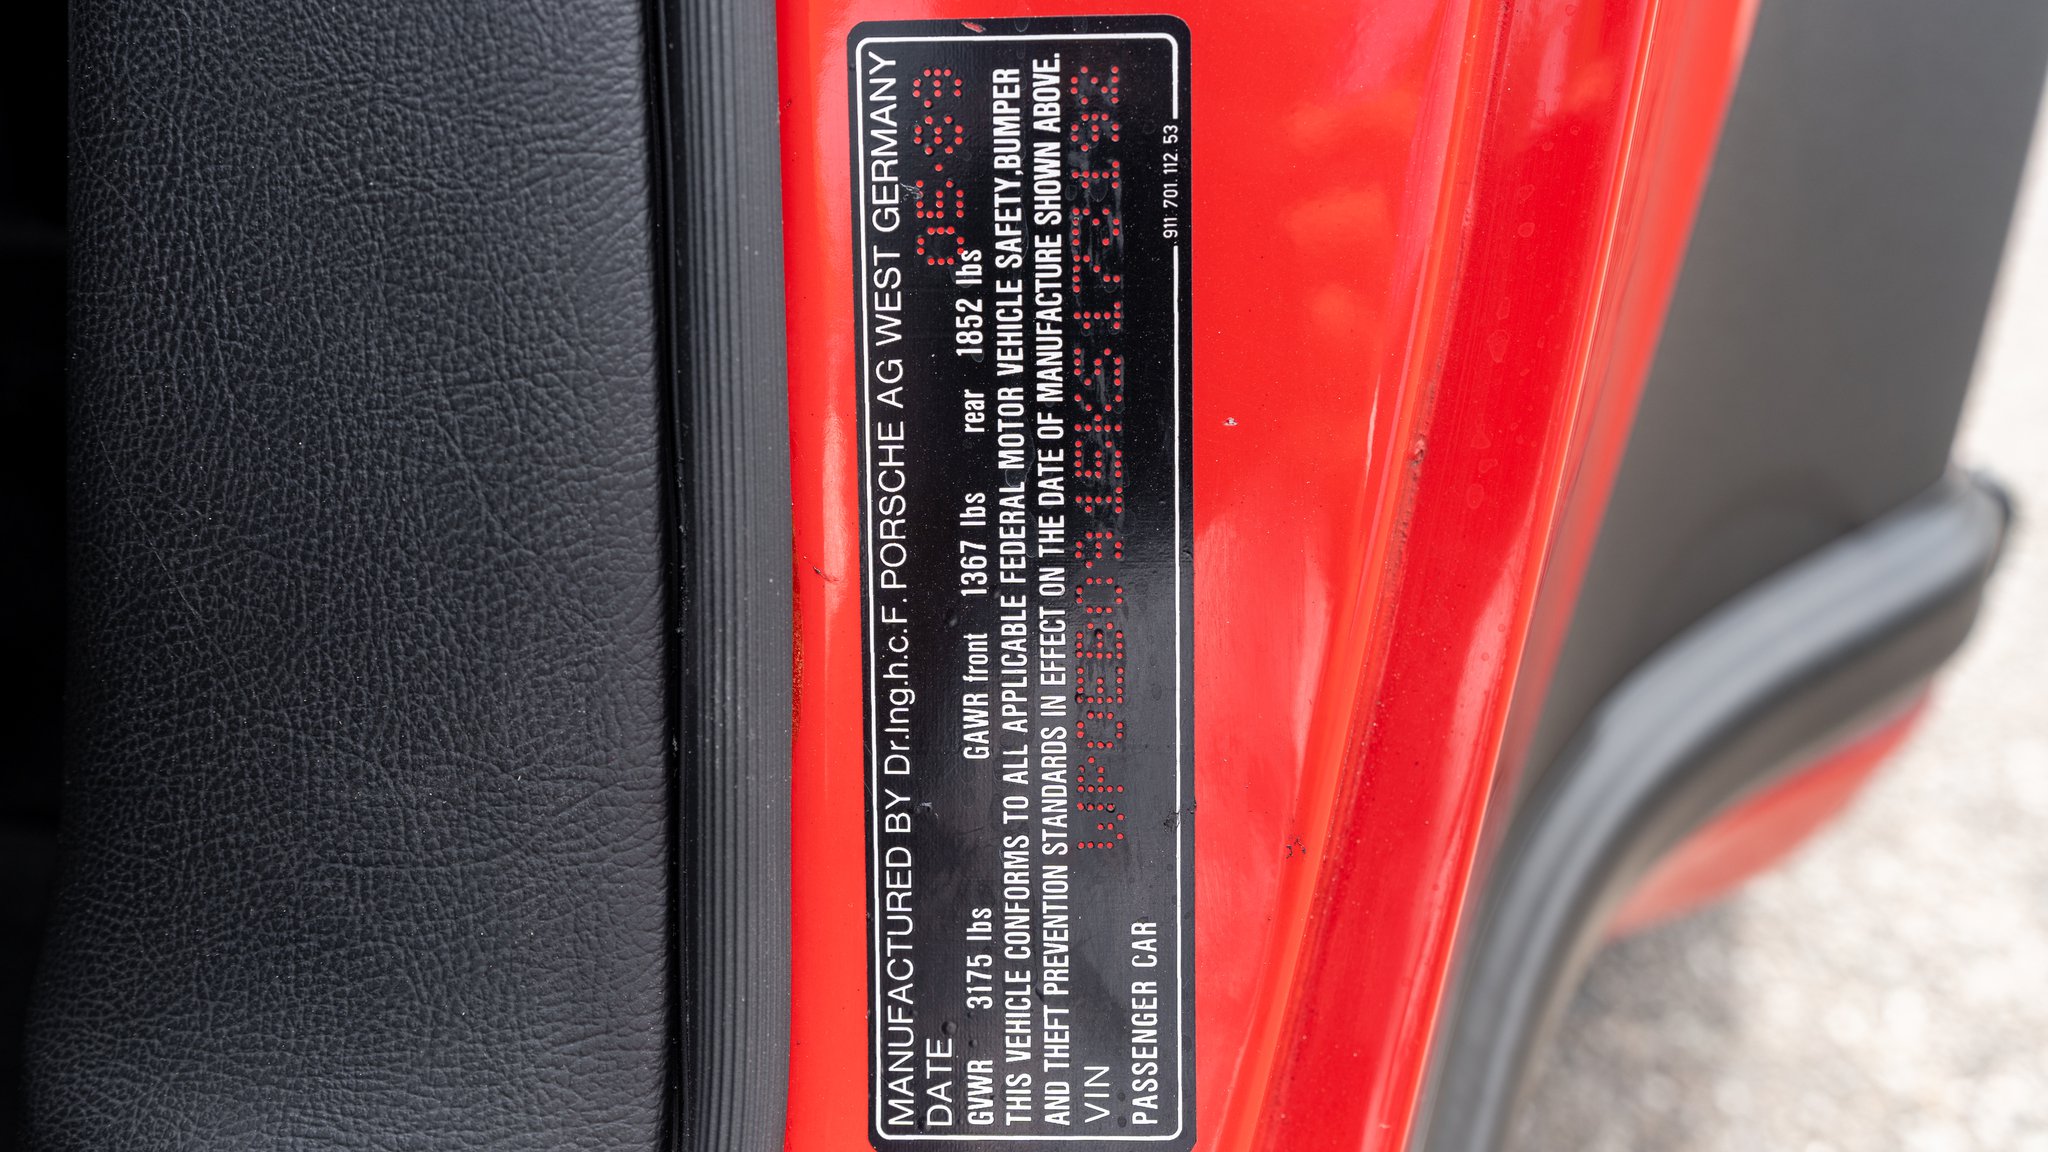 MANUFACTURED BY Dr.Ing.h.c.F. PORSCHE AG WEST GERMANY
DATE 05-89
GVWR 3175 lbs GAWR front 1367 lbs rear 1852 lbs
THIS VEHICLE CONFORMS TO ALL APPLICABLE FEDERAL MOTOR VEHICLE SAFETY,BUMPER
AND THEFT PREVENTION STANDARDS IN EFFECT ON THE DATE OF MANUFACTURE SHOWN ABOVE.
VIN WP0EB0915KS173192
PASSENGER CAR
911 701.112.53